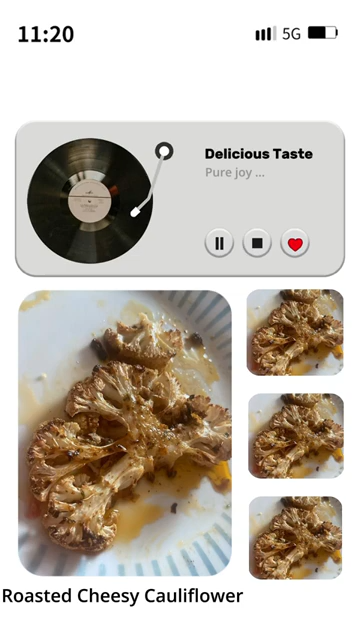 11:20
5G
Delicious Taste
Pure joy ...
Roasted Cheesy Cauliflower